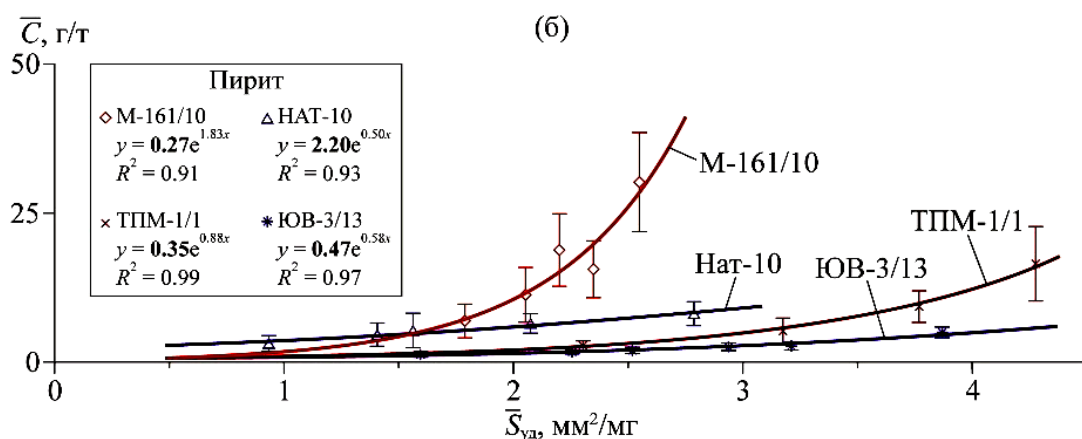 C̅, г/т
(б)
50
25
0
Пирит
М-161/10
y = 0.27e^1.83x
R² = 0.91
НАТ-10
y = 2.20e^0.50x
R² = 0.93
ТПМ-1/1
y = 0.35e^0.88x
R² = 0.99
ЮВ-3/13
y = 0.47e^0.58x
R² = 0.97
М-161/10
ТПМ-1/1
Нат-10
ЮВ-3/13
0 1 2 3 4
S̅уд, мм²/мг